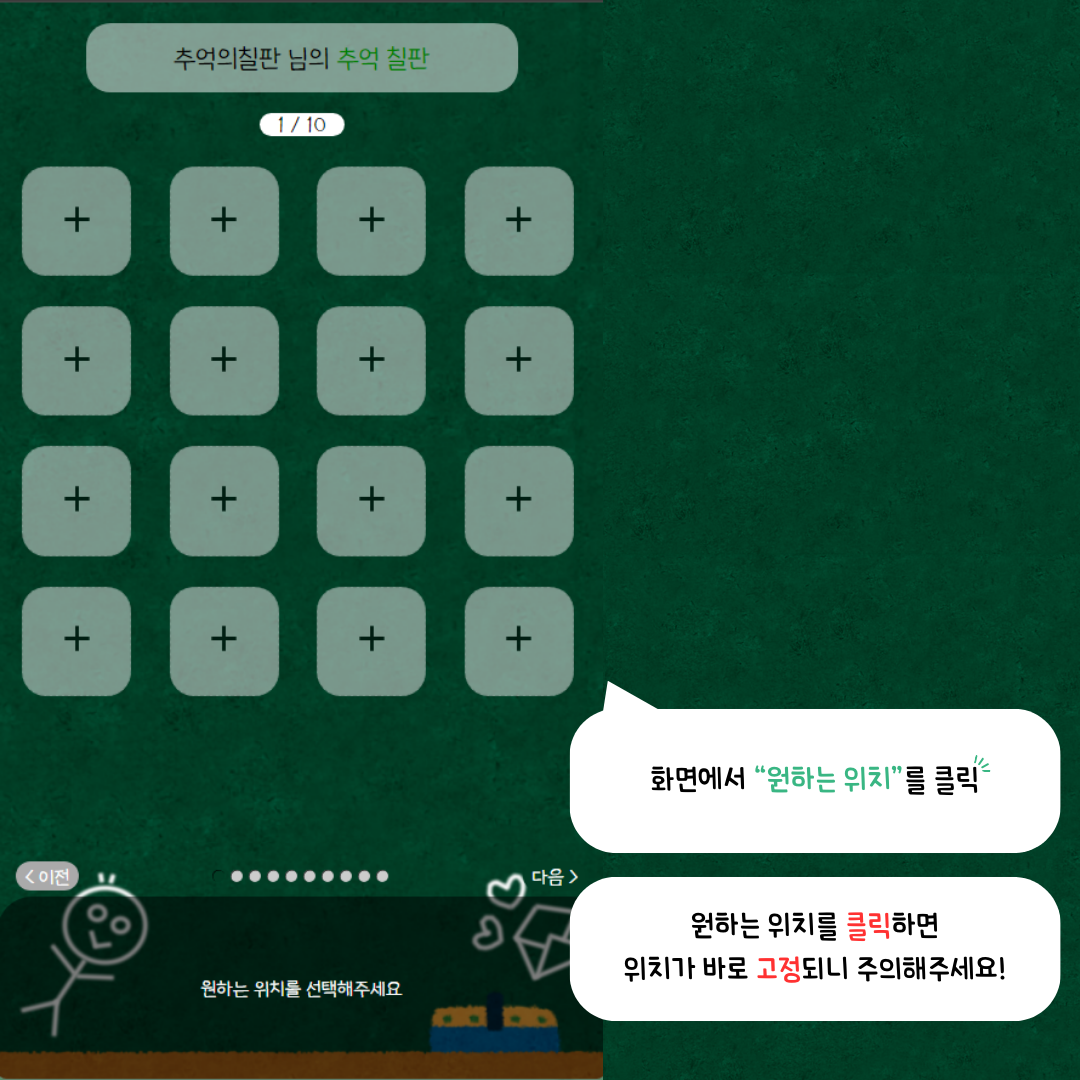 추억의칠판 님의 추억 칠판
1 / 10
+ + + +
+ + + +
+ + + +
+ + + +
화면에서 “원하는 위치”를 클릭
< 이전
다음 >
원하는 위치를 클릭하면
위치가 바로 고정되니 주의해주세요!
원하는 위치를 선택해주세요